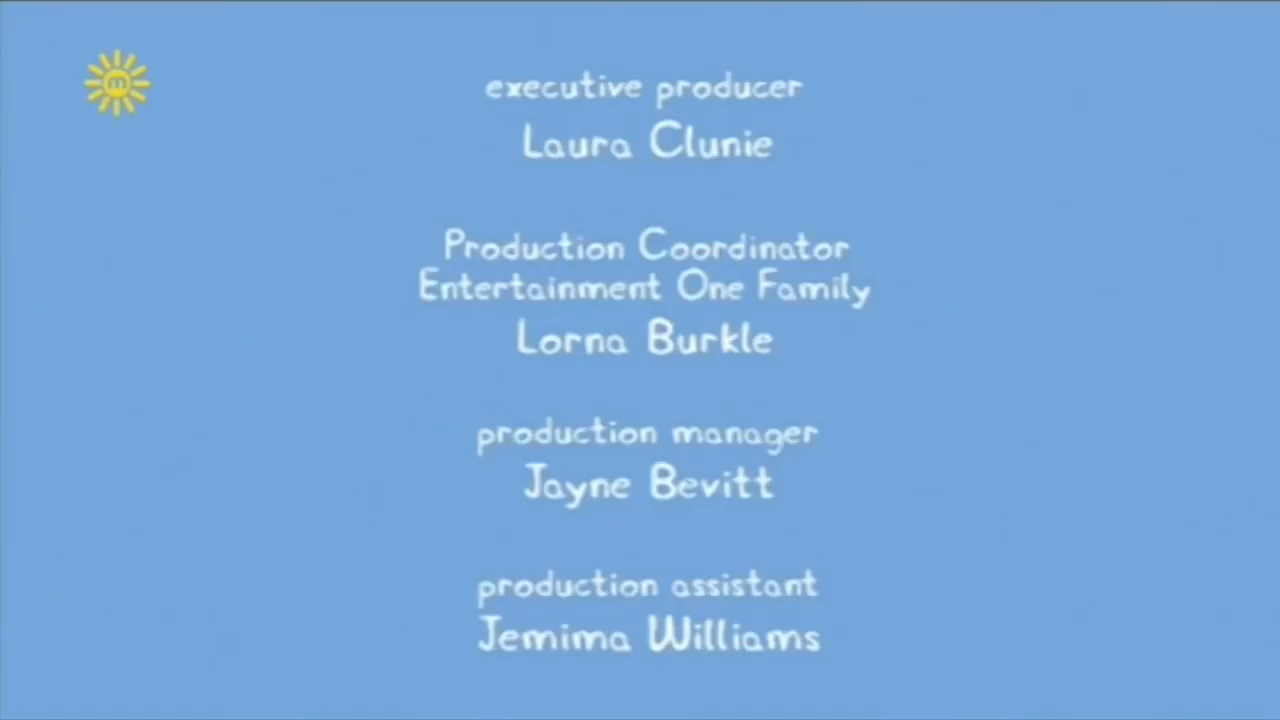 m
executive producer
Laura Clunie
Production Coordinator
Entertainment One Family
Lorna Burkle
production manager
Jayne Bevitt
production assistant
Jemima Williams